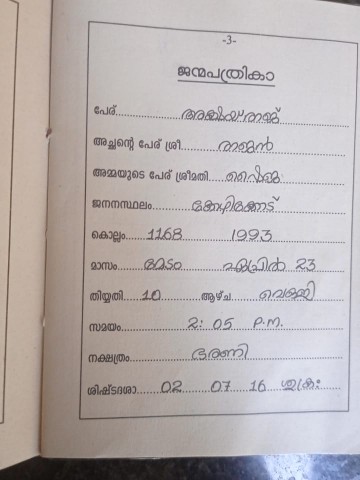 -3-
ജന്മപത്രികാ
പേര്
അച്ഛന്റെ പേര് ശ്രീ രാജൻ
അമ്മയുടെ പേര് ശ്രീമതി ഷൈജ
ജനനസ്ഥലം കോഴിക്കോട്
കൊല്ലം 1168 1993
മാസം മേടം ഏപ്രിൽ 23
തിയ്യതി 10 ആഴ്ച വെള്ളി
സമയം 2: 05 P.m.
നക്ഷത്രം ഭരണി
ശിഷ്ടദശാ 02 07 16 ശുക്രഃ